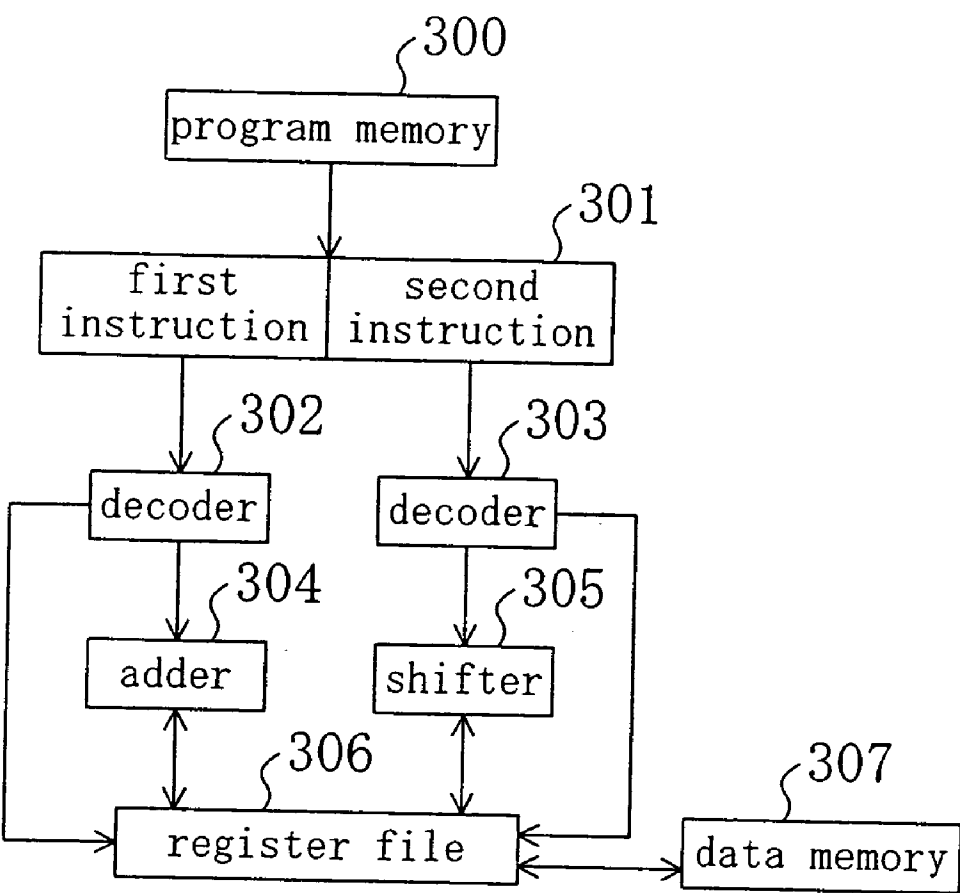 300
program memory
301
first
instruction
second
instruction
302
303
decoder
decoder
304
305
adder
shifter
306
307
register file
data memory